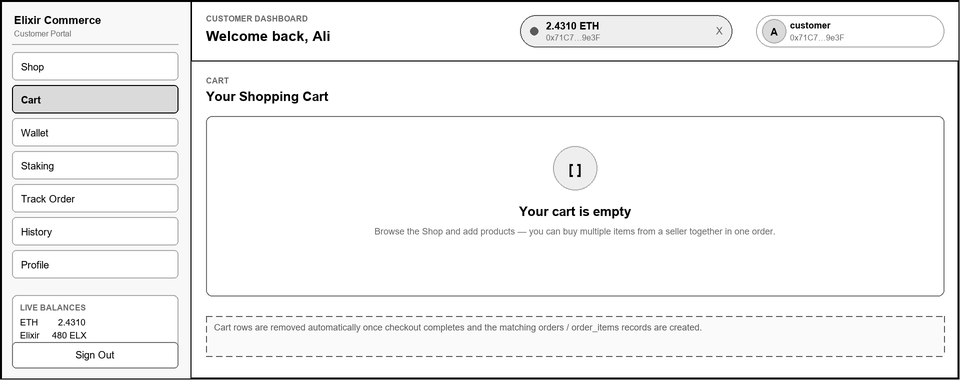 Elixir Commerce
Customer Portal
Shop
Cart
Wallet
Staking
Track Order
History
Profile
LIVE BALANCES
ETH 2.4310
Elixir 480 ELX
Sign Out
CUSTOMER DASHBOARD
Welcome back, Ali
2.4310 ETH
0x71C7...9e3F
X
A
customer
0x71C7...9e3F
CART
Your Shopping Cart
[ ]
Your cart is empty
Browse the Shop and add products — you can buy multiple items from a seller together in one order.
Cart rows are removed automatically once checkout completes and the matching orders / order_items records are created.